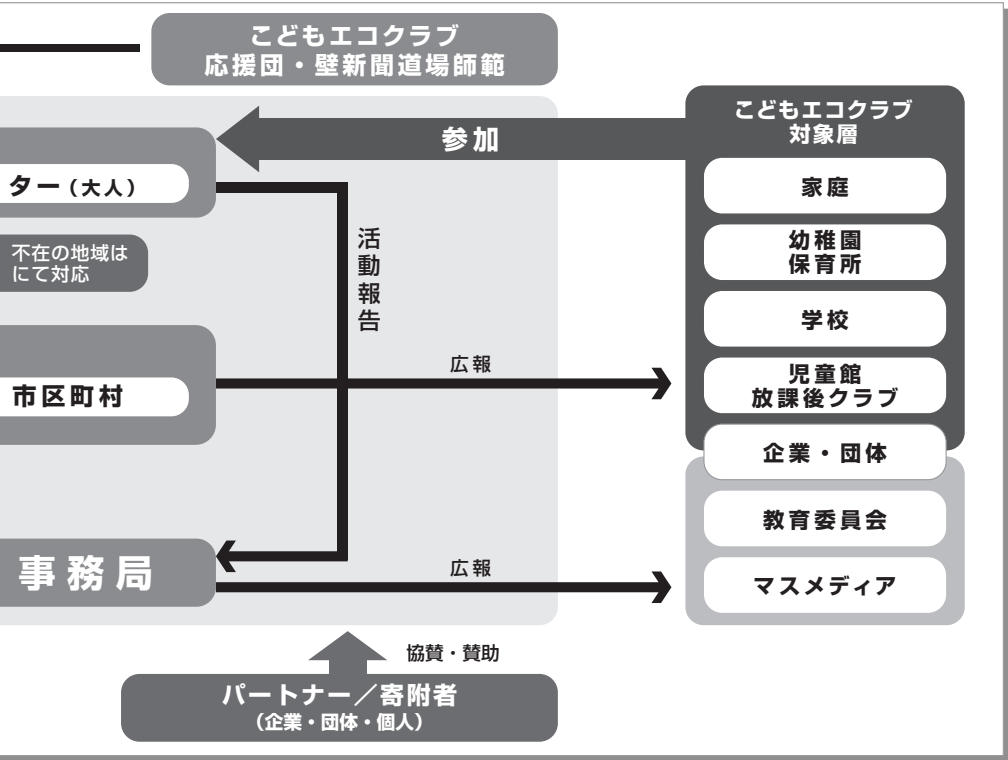 こどもエコクラブ
応援団・壁新聞道場師範
こどもエコクラブ
対象層
参加
ター（大人）
家庭
不在の地域は
にて対応
活動報告
幼稚園
保育所
学校
広報
市区町村
児童館
放課後クラブ
企業・団体
教育委員会
事務局
広報
マスメディア
協賛・賛助
パートナー／寄附者
（企業・団体・個人）